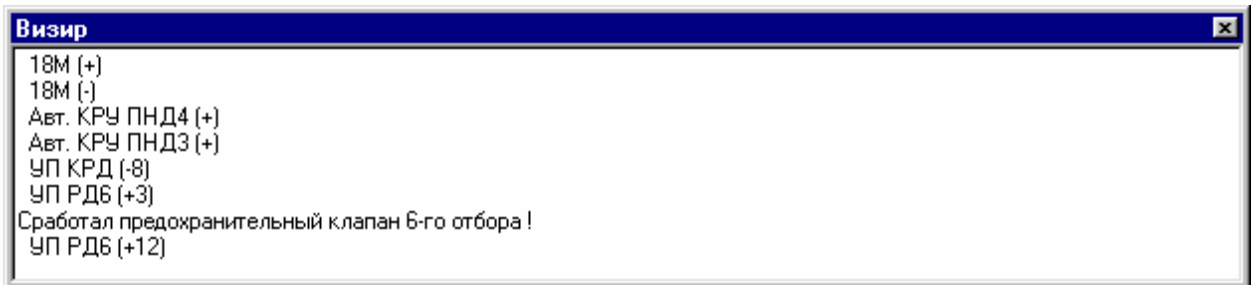 Визир
18М (+)
18М (-)
Авт. КРУ ПНД4 (+)
Авт. КРУ ПНД3 (+)
УП КРД (-8)
УП РД6 (+3)
Сработал предохранительный клапан 6-го отбора !
УП РД6 (+12)